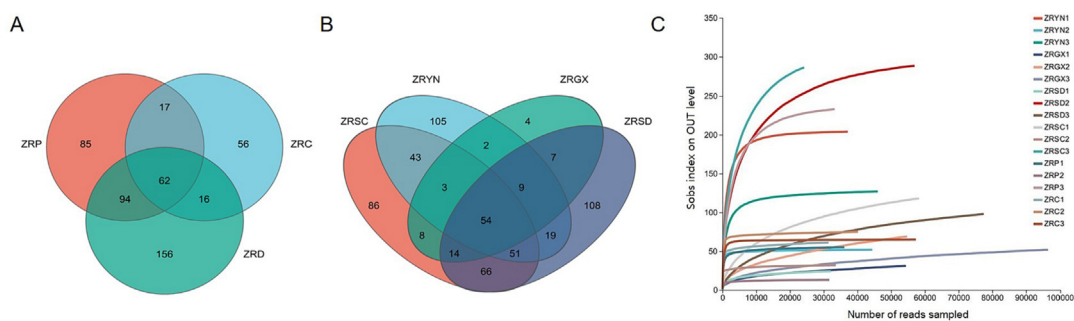 A
B
C
ZRP
ZRC
ZRD
85
17
56
62
94
16
156
ZRYN
ZRGX
ZRSC
ZRSD
105
4
43
2
7
86
3
9
108
54
8
19
14
51
66
Sobs index on OUT level
350
300
250
200
150
100
50
0
0 10000 20000 30000 40000 50000 60000 70000 80000 90000 100000
Number of reads sampled
ZRYN1
ZRYN2
ZRYN3
ZRGX1
ZRGX2
ZRGX3
ZRSD1
ZRSD2
ZRSD3
ZRSC1
ZRSC2
ZRSC3
ZRP1
ZRP2
ZRP3
ZRC1
ZRC2
ZRC3